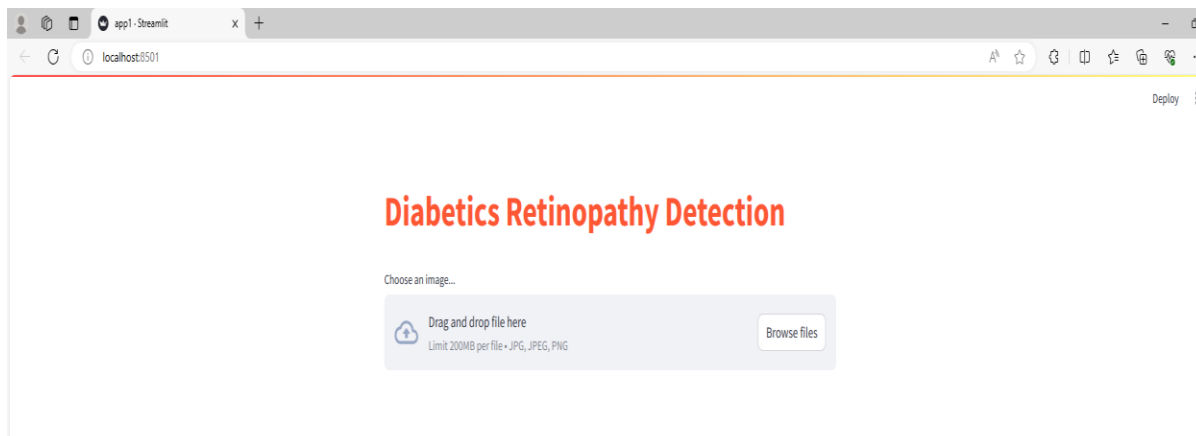 app1 · Streamlit
localhost:8501
Deploy
Diabetics Retinopathy Detection
Choose an image...
Drag and drop file here
Limit 200MB per file • JPG, JPEG, PNG
Browse files